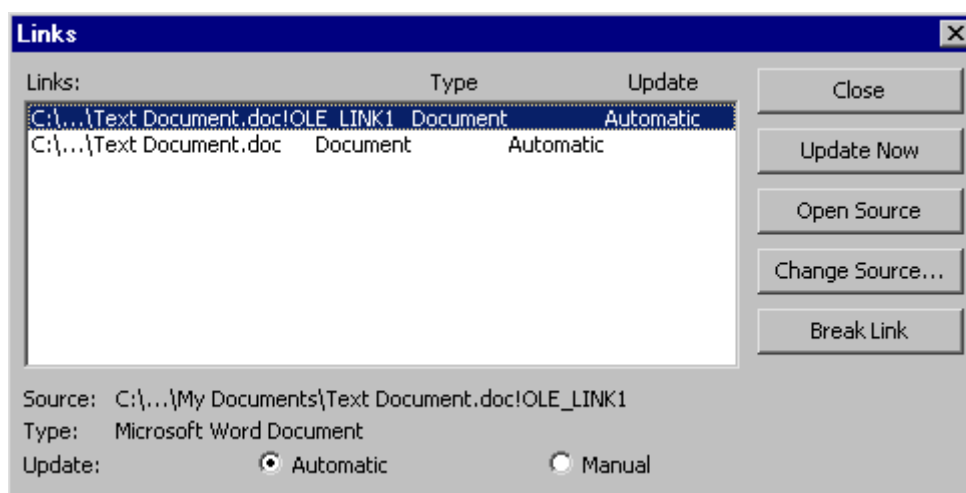 Links
Links: Type Update
C:\...\Text Document.doc!OLE_LINK1 Document Automatic
C:\...\Text Document.doc Document Automatic
Close
Update Now
Open Source
Change Source...
Break Link
Source: C:\...\My Documents\Text Document.doc!OLE_LINK1
Type: Microsoft Word Document
Update: Automatic Manual